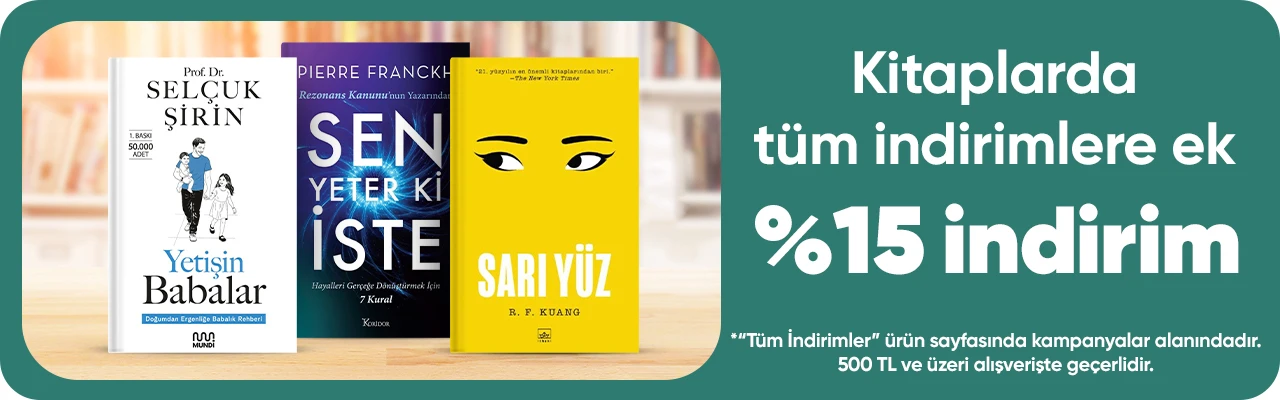 Prof. Dr.
SELÇUK
ŞİRİN
1. BASKI
50.000
ADET
Yetişin
Babalar
Doğumdan Ergenliğe Babalık Rehberi
MUNDİ
PIERRE FRANCKH
Rezonans Kanunu'nun Yazarından
SEN
YETER Kİ
İSTE
Hayalleri Gerçeğe Dönüştürmek İçin
7 Kural
KORİDOR
"21. yüzyılın en önemli kitaplarından biri."
—The New York Times
SARI YÜZ
R. F. KUANG
Kitaplarda
tüm indirimlere ek
%15 indirim
*“Tüm İndirimler” ürün sayfasında kampanyalar alanındadır.
500 TL ve üzeri alışverişte geçerlidir.